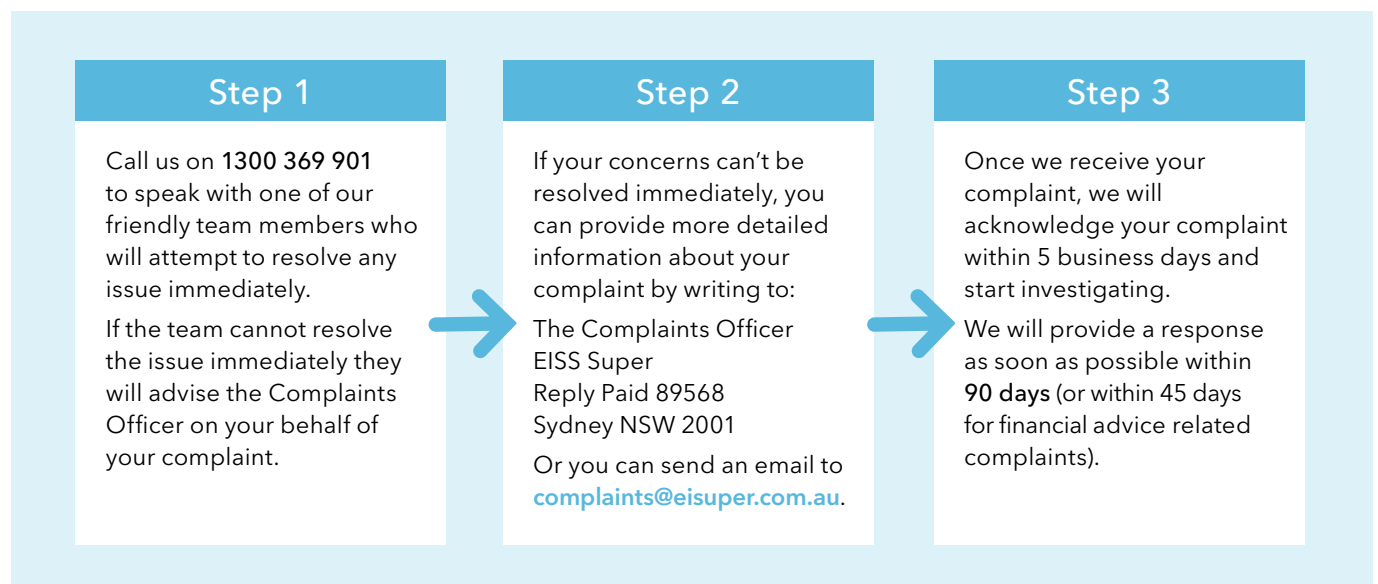 Step 1
Call us on 1300 369 901
to speak with one of our
friendly team members who
will attempt to resolve any
issue immediately.
If the team cannot resolve
the issue immediately they
will advise the Complaints
Officer on your behalf of
your complaint.
Step 2
If your concerns can’t be
resolved immediately, you
can provide more detailed
information about your
complaint by writing to:
The Complaints Officer
EISS Super
Reply Paid 89568
Sydney NSW 2001
Or you can send an email to
complaints@eisuper.com.au.
Step 3
Once we receive your
complaint, we will
acknowledge your complaint
within 5 business days and
start investigating.
We will provide a response
as soon as possible within
90 days (or within 45 days
for financial advice related
complaints).